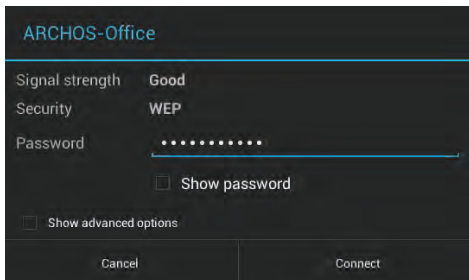 ARCHOS-Office
Signal strength Good
Security WEP
Password •••••••••••
Show password
Show advanced options
Cancel Connect